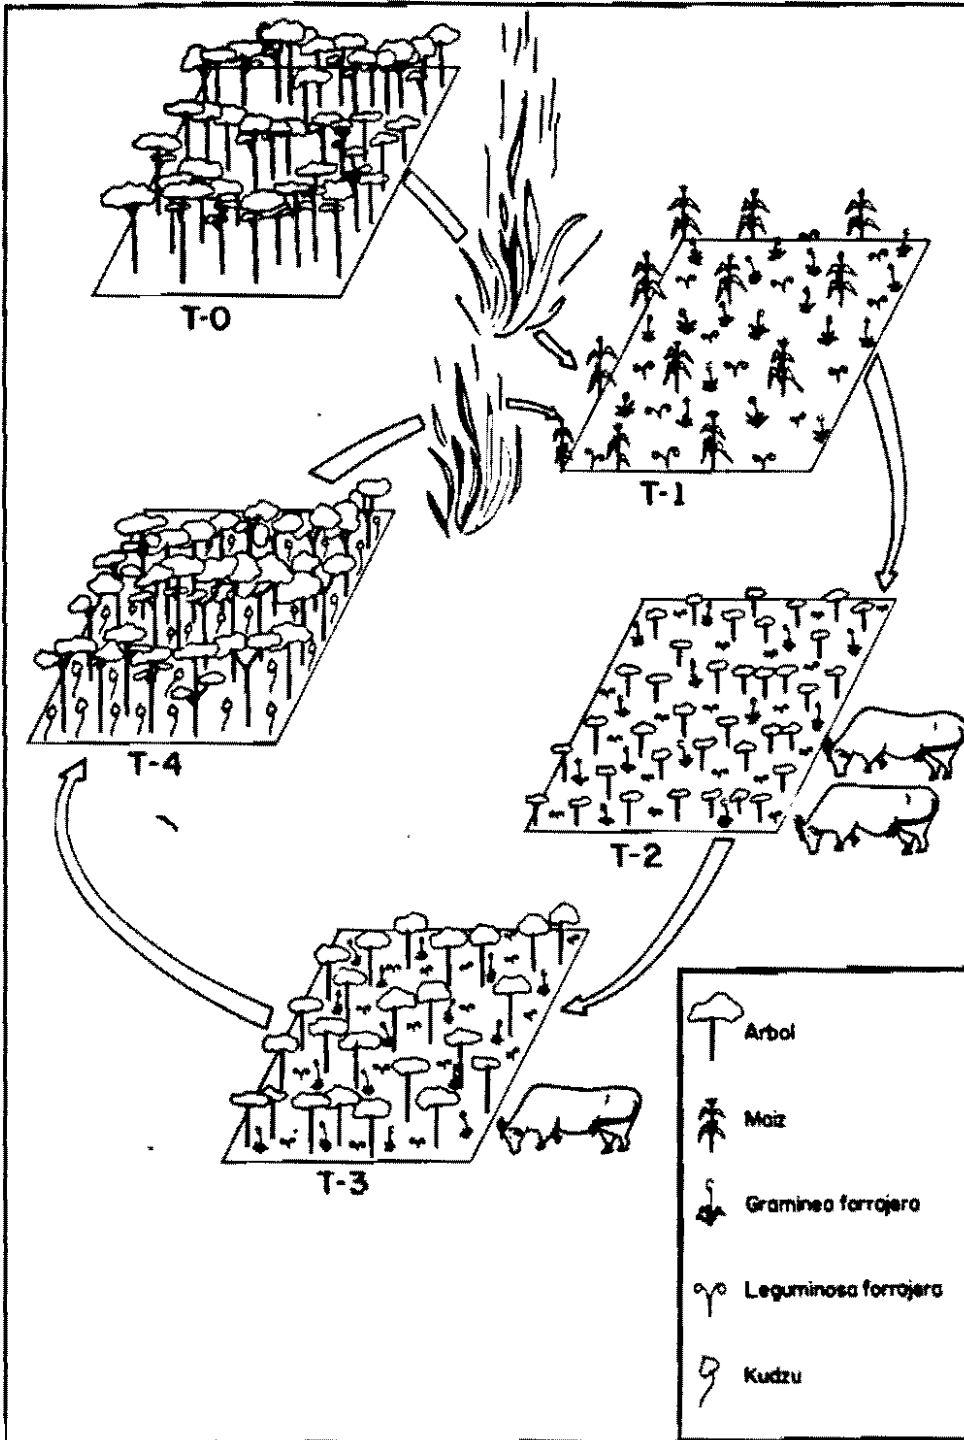 T-0
T-1
T-4
T-2
T-3
Arbol
Maiz
Graminea forrajera
Leguminosa forrajera
Kudzu